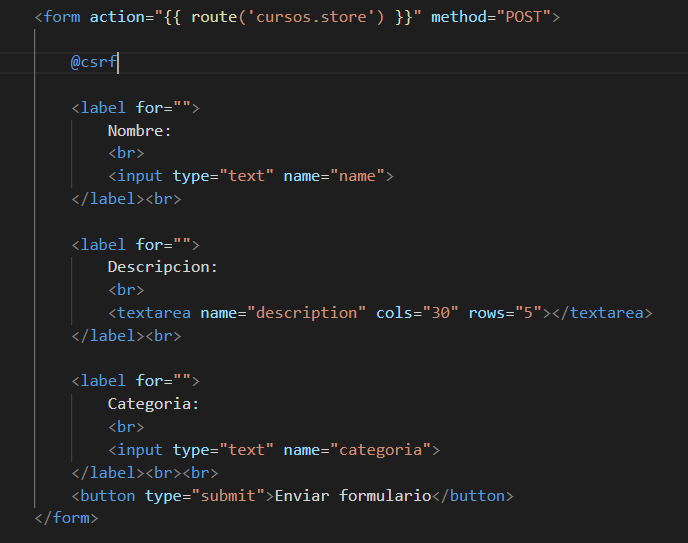 <form action="{{ route('cursos.store') }}" method="POST">
@csrf
<label for="">
Nombre:
<br>
<input type="text" name="name">
</label><br>
<label for="">
Descripcion:
<br>
<textarea name="description" cols="30" rows="5"></textarea>
</label><br>
<label for="">
Categoria:
<br>
<input type="text" name="categoria">
</label><br><br>
<button type="submit">Enviar formulario</button>
</form>